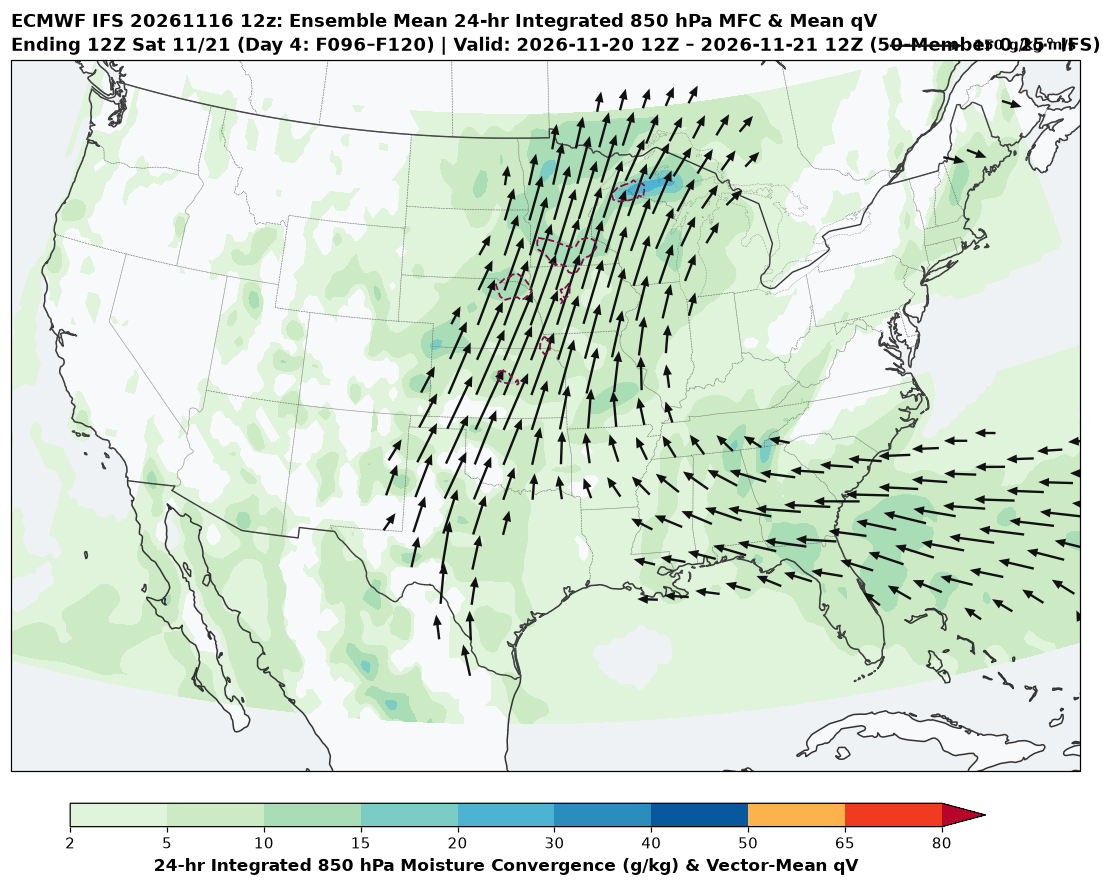 ECMWF IFS 20261116 12z: Ensemble Mean 24-hr Integrated 850 hPa MFC & Mean qV
Ending 12Z Sat 11/21 (Day 4: F096–F120) | Valid: 2026-11-20 12Z – 2026-11-21 12Z (50-Member 0.25° IFS)
150 g/kg·m/s
2 5 10 15 20 30 40 50 65 80
24-hr Integrated 850 hPa Moisture Convergence (g/kg) & Vector-Mean qV